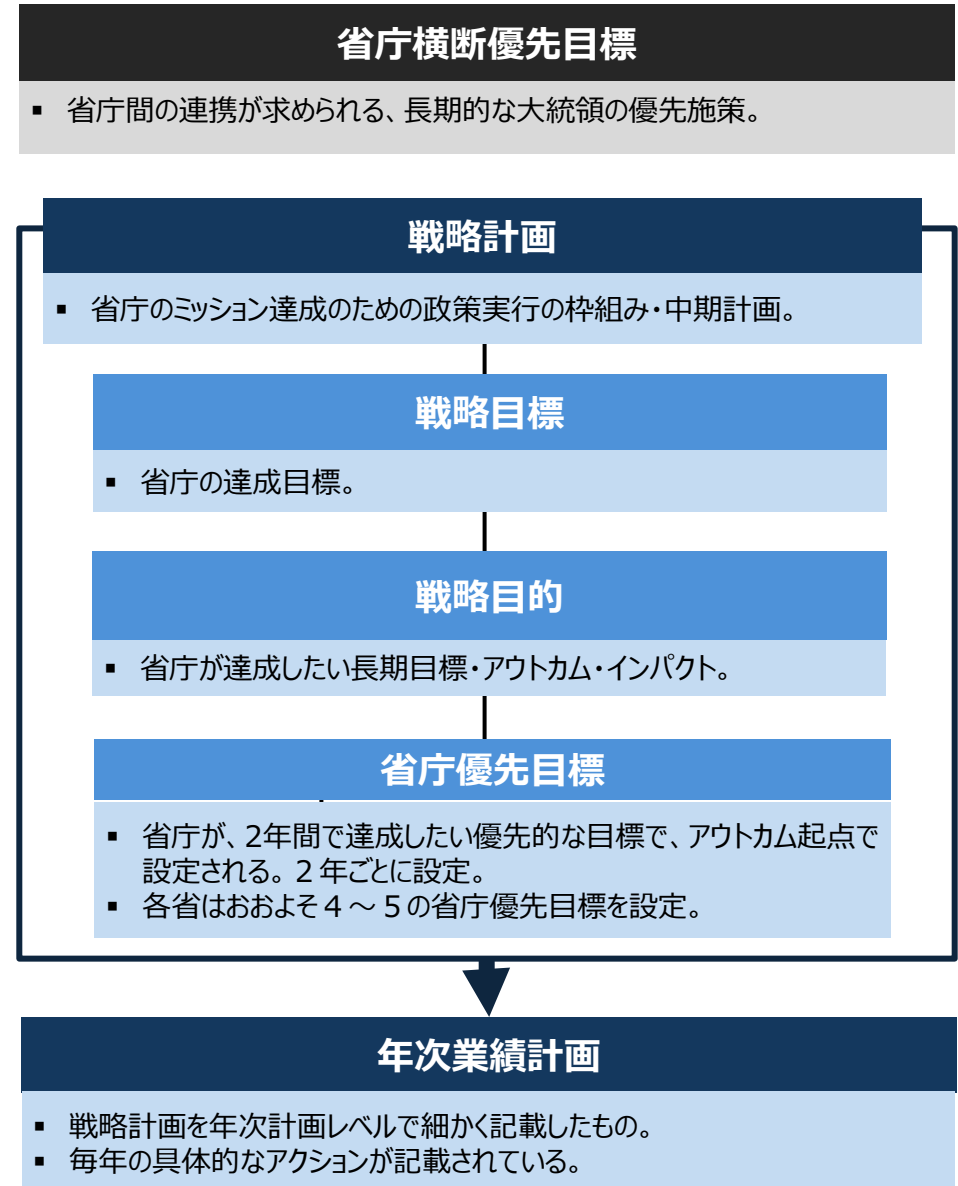 省庁横断優先目標
▪ 省庁間の連携が求められる、長期的な大統領の優先施策。
戦略計画
▪ 省庁のミッション達成のための政策実行の枠組み・中期計画。
戦略目標
▪ 省庁の達成目標。
戦略目的
▪ 省庁が達成したい長期目標・アウトカム・インパクト。
省庁優先目標
▪ 省庁が、2年間で達成したい優先的な目標で、アウトカム起点で
設定される。２年ごとに設定。
▪ 各省はおおよそ４～５の省庁優先目標を設定。
年次業績計画
▪ 戦略計画を年次計画レベルで細かく記載したもの。
▪ 毎年の具体的なアクションが記載されている。